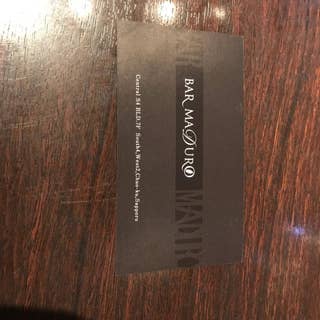 BAR MADURO
Central S4 BLD.7F South4,West2,Chuo-ku,Sapporo